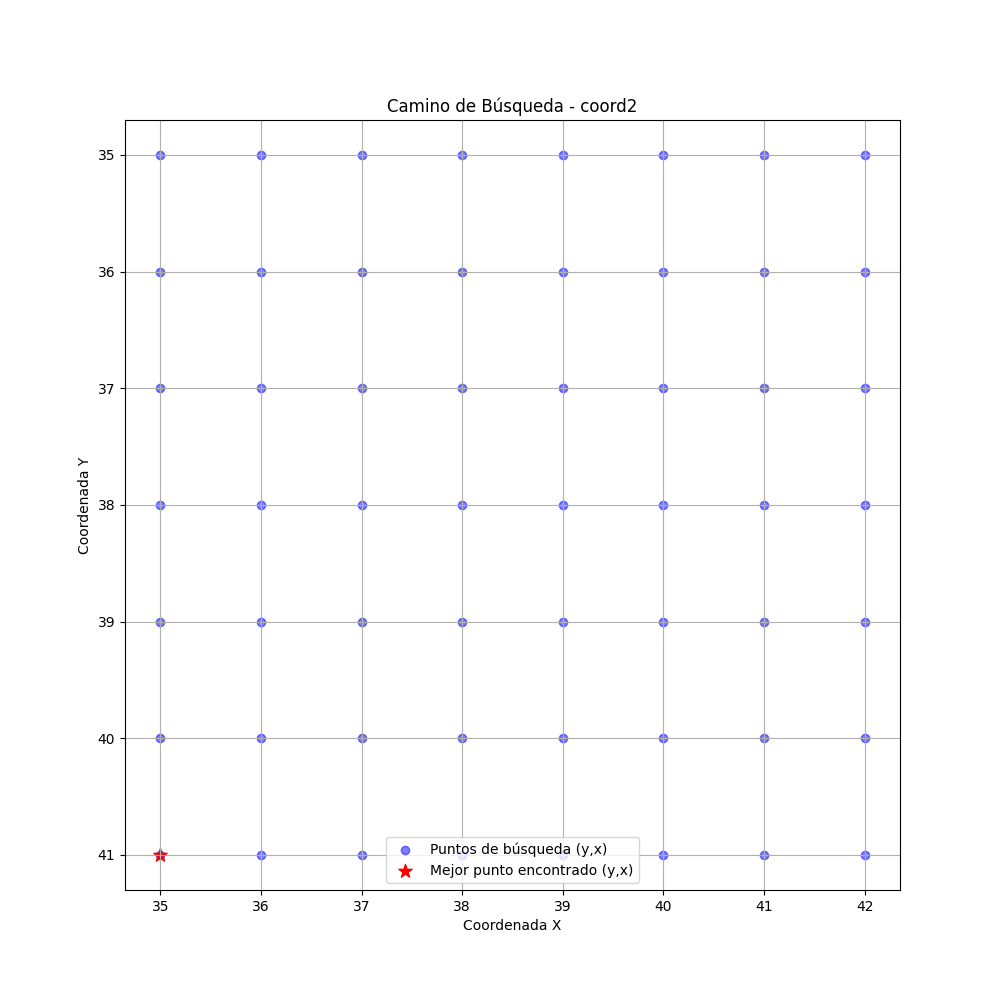 Camino de Búsqueda - coord2
35
36
37
38
39
40
41
Coordenada Y
Puntos de búsqueda (y,x)
Mejor punto encontrado (y,x)
35 36 37 38 39 40 41 42
Coordenada X